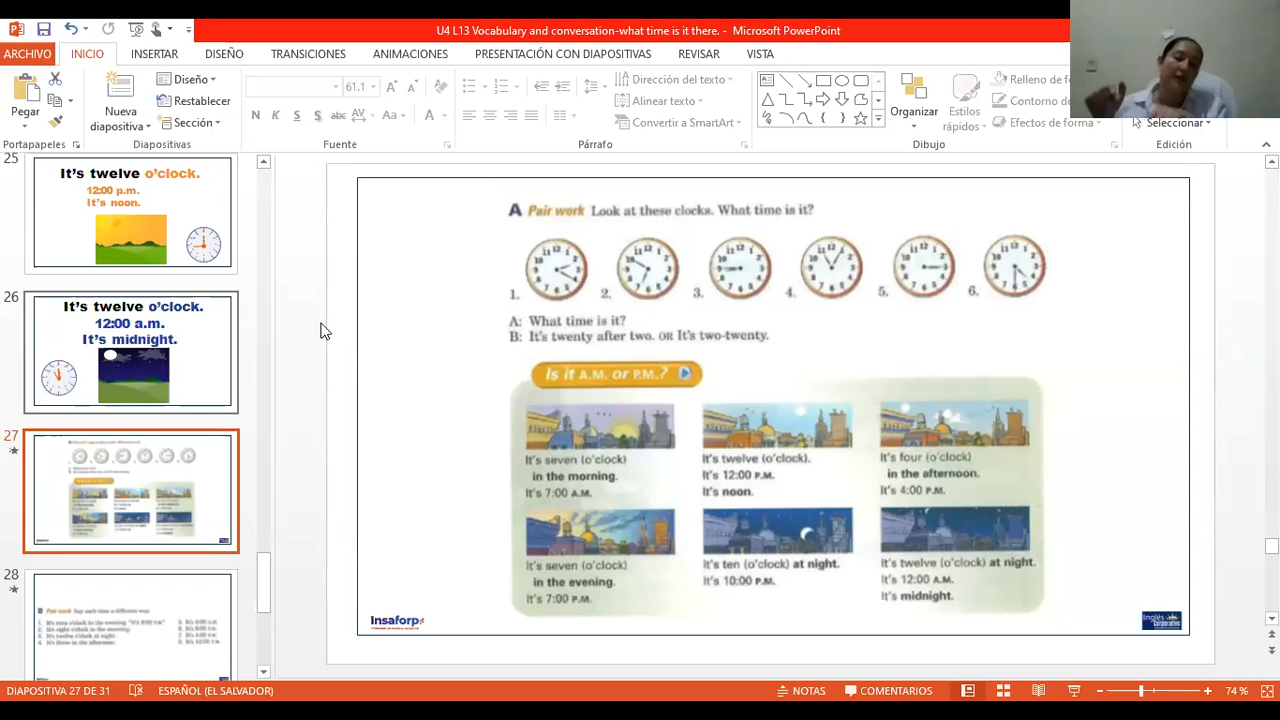 U4 L13 Vocabulary and conversation-what time is it there. - Microsoft PowerPoint
ARCHIVO INICIO INSERTAR DISEÑO TRANSICIONES ANIMACIONES PRESENTACIÓN CON DIAPOSITIVAS REVISAR VISTA
Pegar
Nueva
diapositiva
Diseño
Restablecer
Sección
61.1
N K S S abc AV Aa A
Dirección del texto
Alinear texto
Convertir a SmartArt
Organizar
Estilos
rápidos
Relleno de
Contorno d
Efectos de forma
Seleccionar
Portapapeles Diapositivas Fuente Párrafo Dibujo Edición
25
It's twelve o'clock.
12:00 p.m.
It's noon.
26
It's twelve o'clock.
12:00 a.m.
It's midnight.
27
28
A Pair work Look at these clocks. What time is it?
1. 2. 3. 4. 5. 6.
A: What time is it?
B: It's twenty after two. OR It's two-twenty.
Is it A.M. or P.M.?
It's seven (o'clock)
in the morning.
It's 7:00 A.M.
It's twelve (o'clock).
It's 12:00 P.M.
It's noon.
It's four (o'clock)
in the afternoon.
It's 4:00 P.M.
It's seven (o'clock)
in the evening.
It's 7:00 P.M.
It's ten (o'clock) at night.
It's 10:00 P.M.
It's twelve (o'clock) at night.
It's 12:00 A.M.
It's midnight.
Insaforp
Inglés
Corporativo
DIAPOSITIVA 27 DE 31 ESPAÑOL (EL SALVADOR) NOTAS COMENTARIOS 74 %